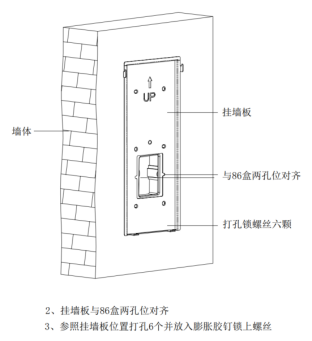 UP
挂墙板
墙体
与86盒两孔位对齐
打孔锁螺丝六颗
2、挂墙板与86盒两孔位对齐
3、参照挂墙板位置打孔6个并放入膨胀胶钉锁上螺丝